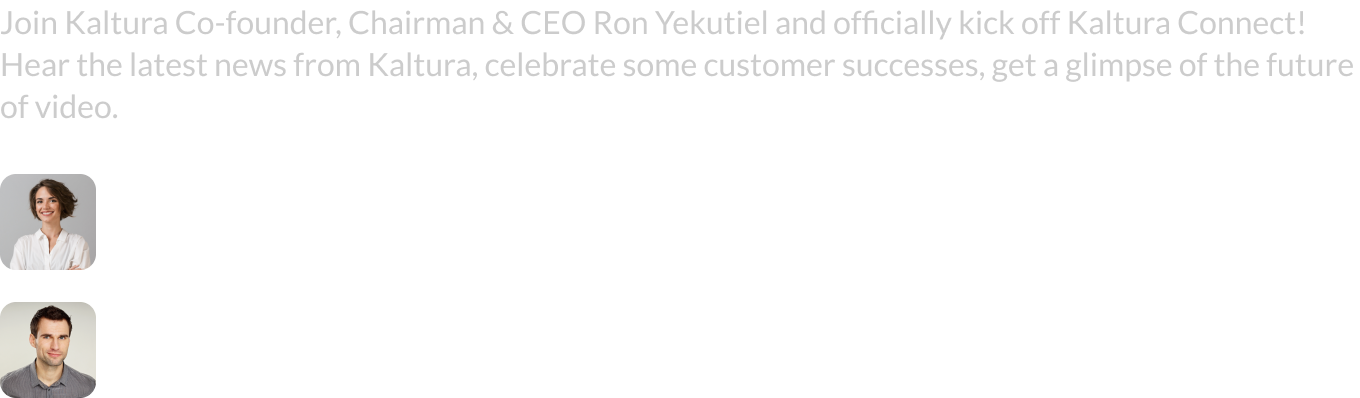 Join Kaltura Co-founder, Chairman & CEO Ron Yekutiel and officially kick off Kaltura Connect!
Hear the latest news from Kaltura, celebrate some customer successes, get a glimpse of the future
of video.